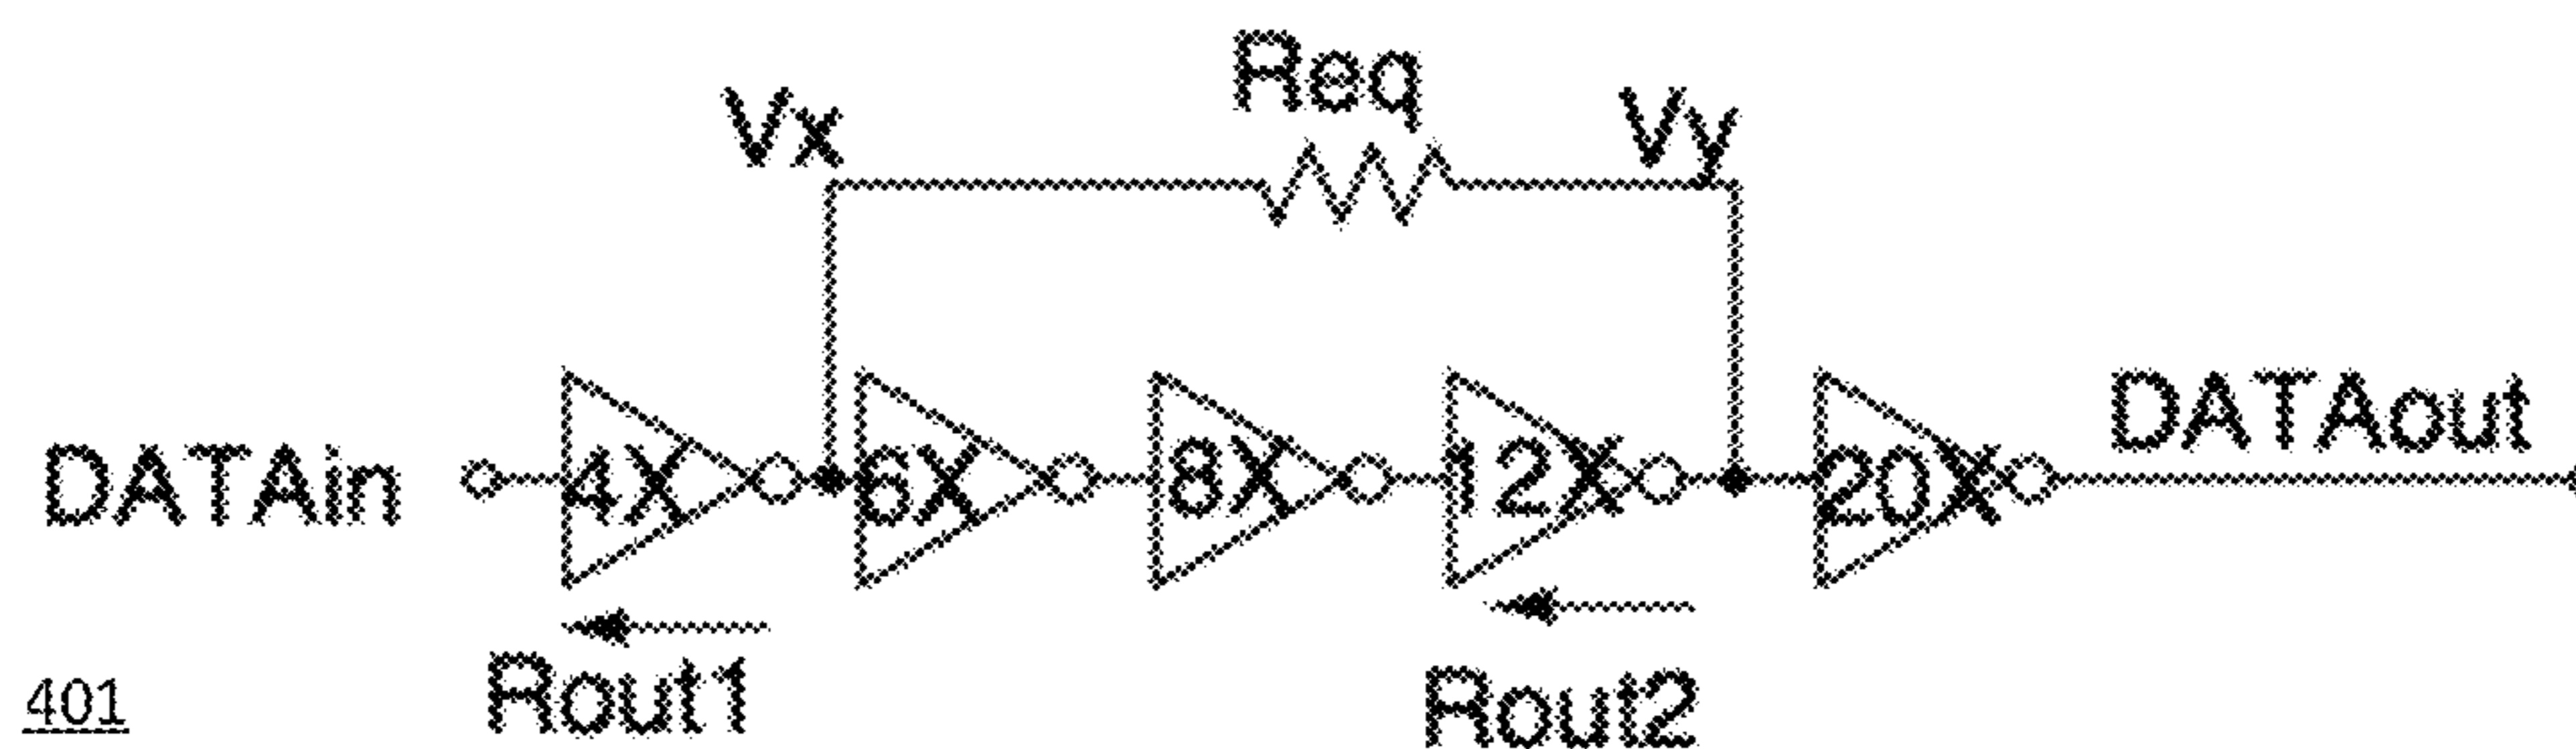 Req
Vx
Vy
DATAin
4X
6X
8X
12X
20X
DATAout
Rout1
Rout2
401